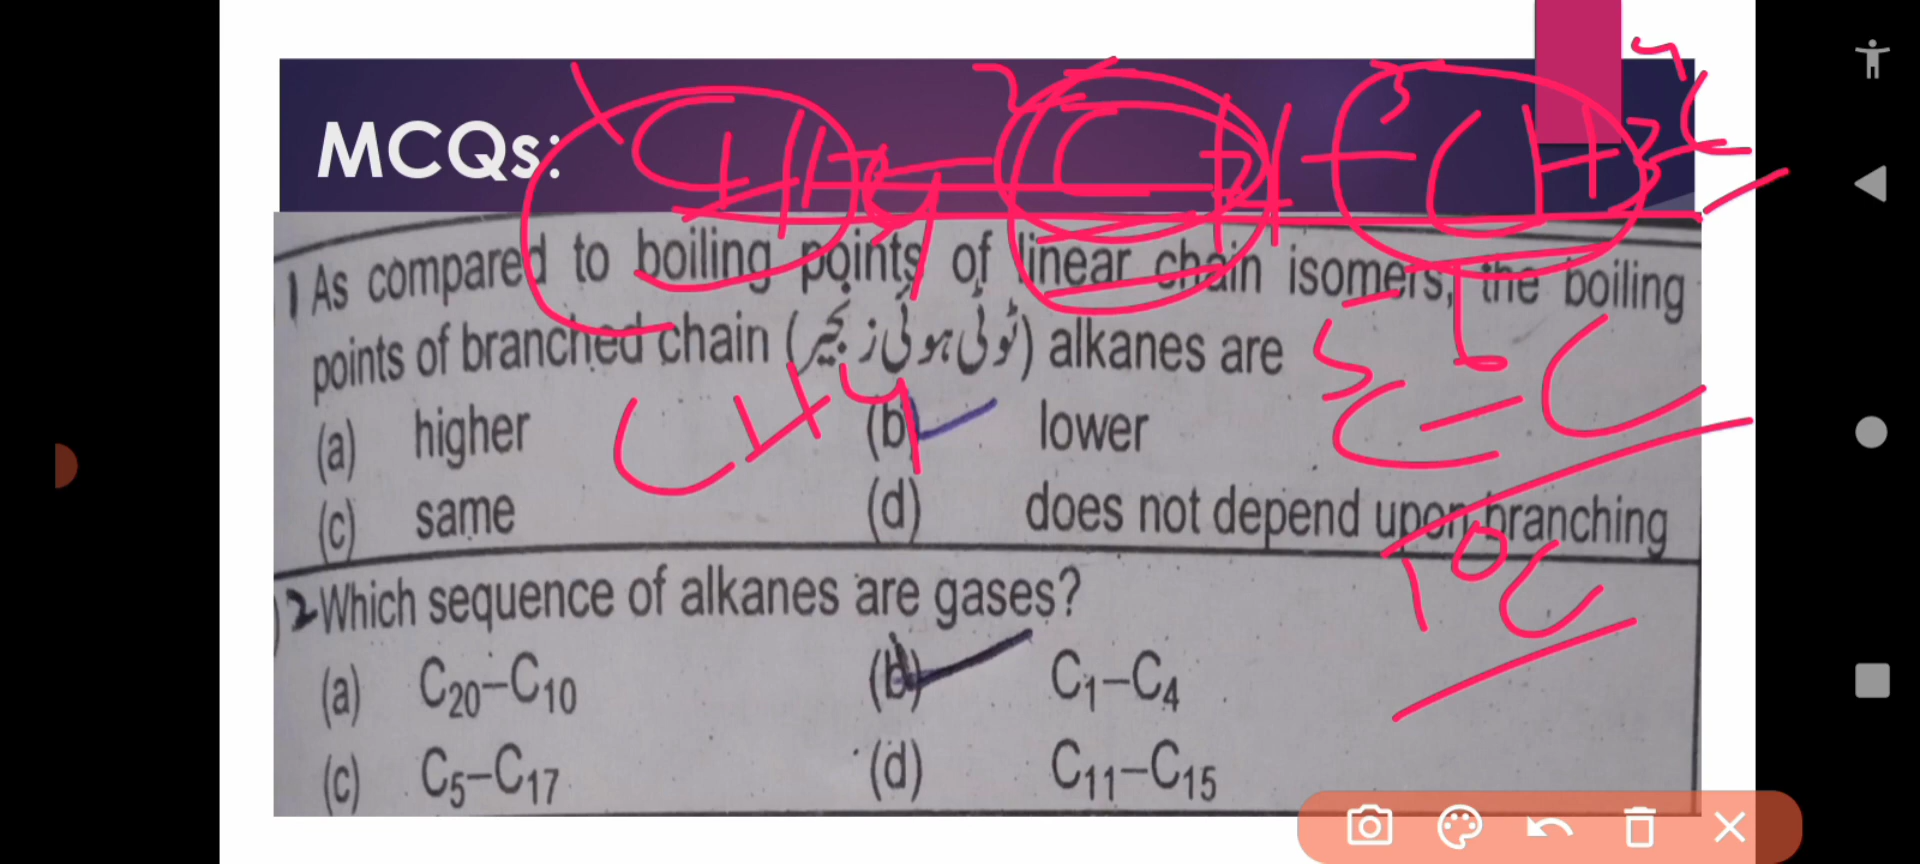 MCQs:
1 As compared to boiling points of linear chain isomers, the boiling
points of branched chain (ٹوٹی ہوئی زنجیر) alkanes are
(a) higher (b) lower
(c) same (d) does not depend upon branching
2 Which sequence of alkanes are gases?
(a) C₂₀–C₁₀ (b) C₁–C₄
(c) C₅–C₁₇ (d) C₁₁–C₁₅
CH4
1°C